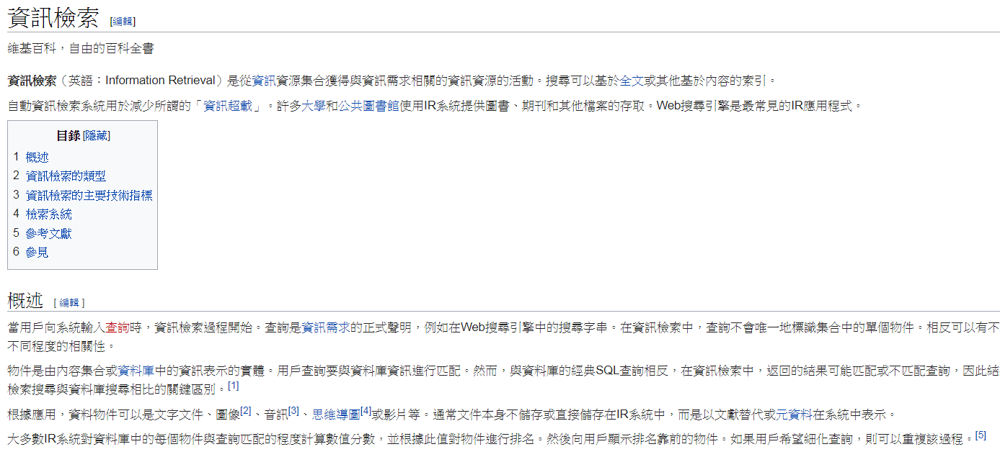 資訊檢索 [編輯]
維基百科，自由的百科全書
資訊檢索（英語：Information Retrieval）是從資訊資源集合獲得與資訊需求相關的資訊資源的活動。搜尋可以基於全文或其他基於內容的索引。
自動資訊檢索系統用於減少所謂的「資訊超載」。許多大學和公共圖書館使用IR系統提供圖書、期刊和其他檔案的存取。Web搜尋引擎是最常見的IR應用程式。
目錄 [隱藏]
1 概述
2 資訊檢索的類型
3 資訊檢索的主要技術指標
4 檢索系統
5 參考文獻
6 參見
概述 [ 編輯 ]
當用戶向系統輸入查詢時，資訊檢索過程開始。查詢是資訊需求的正式聲明，例如在Web搜尋引擎中的搜尋字串。在資訊檢索中，查詢不會唯一地標識集合中的單個物件。相反可以有不
不同程度的相關性。
物件是由內容集合或資料庫中的資訊表示的實體。用戶查詢要與資料庫資訊進行匹配。然而，與資料庫的經典SQL查詢相反，在資訊檢索中，返回的結果可能匹配或不匹配查詢，因此結
檢索搜尋與資料庫搜尋相比的關鍵區別。[1]
根據應用，資料物件可以是文字文件、圖像[2]、音訊[3]、思維導圖[4]或影片等。通常文件本身不儲存或直接儲存在IR系統中，而是以文獻替代或元資料在系統中表示。
大多數IR系統對資料庫中的每個物件與查詢匹配的程度計算數值分數，並根據此值對物件進行排名。然後向用戶顯示排名靠前的物件。如果用戶希望細化查詢，則可以重複該過程。[5]